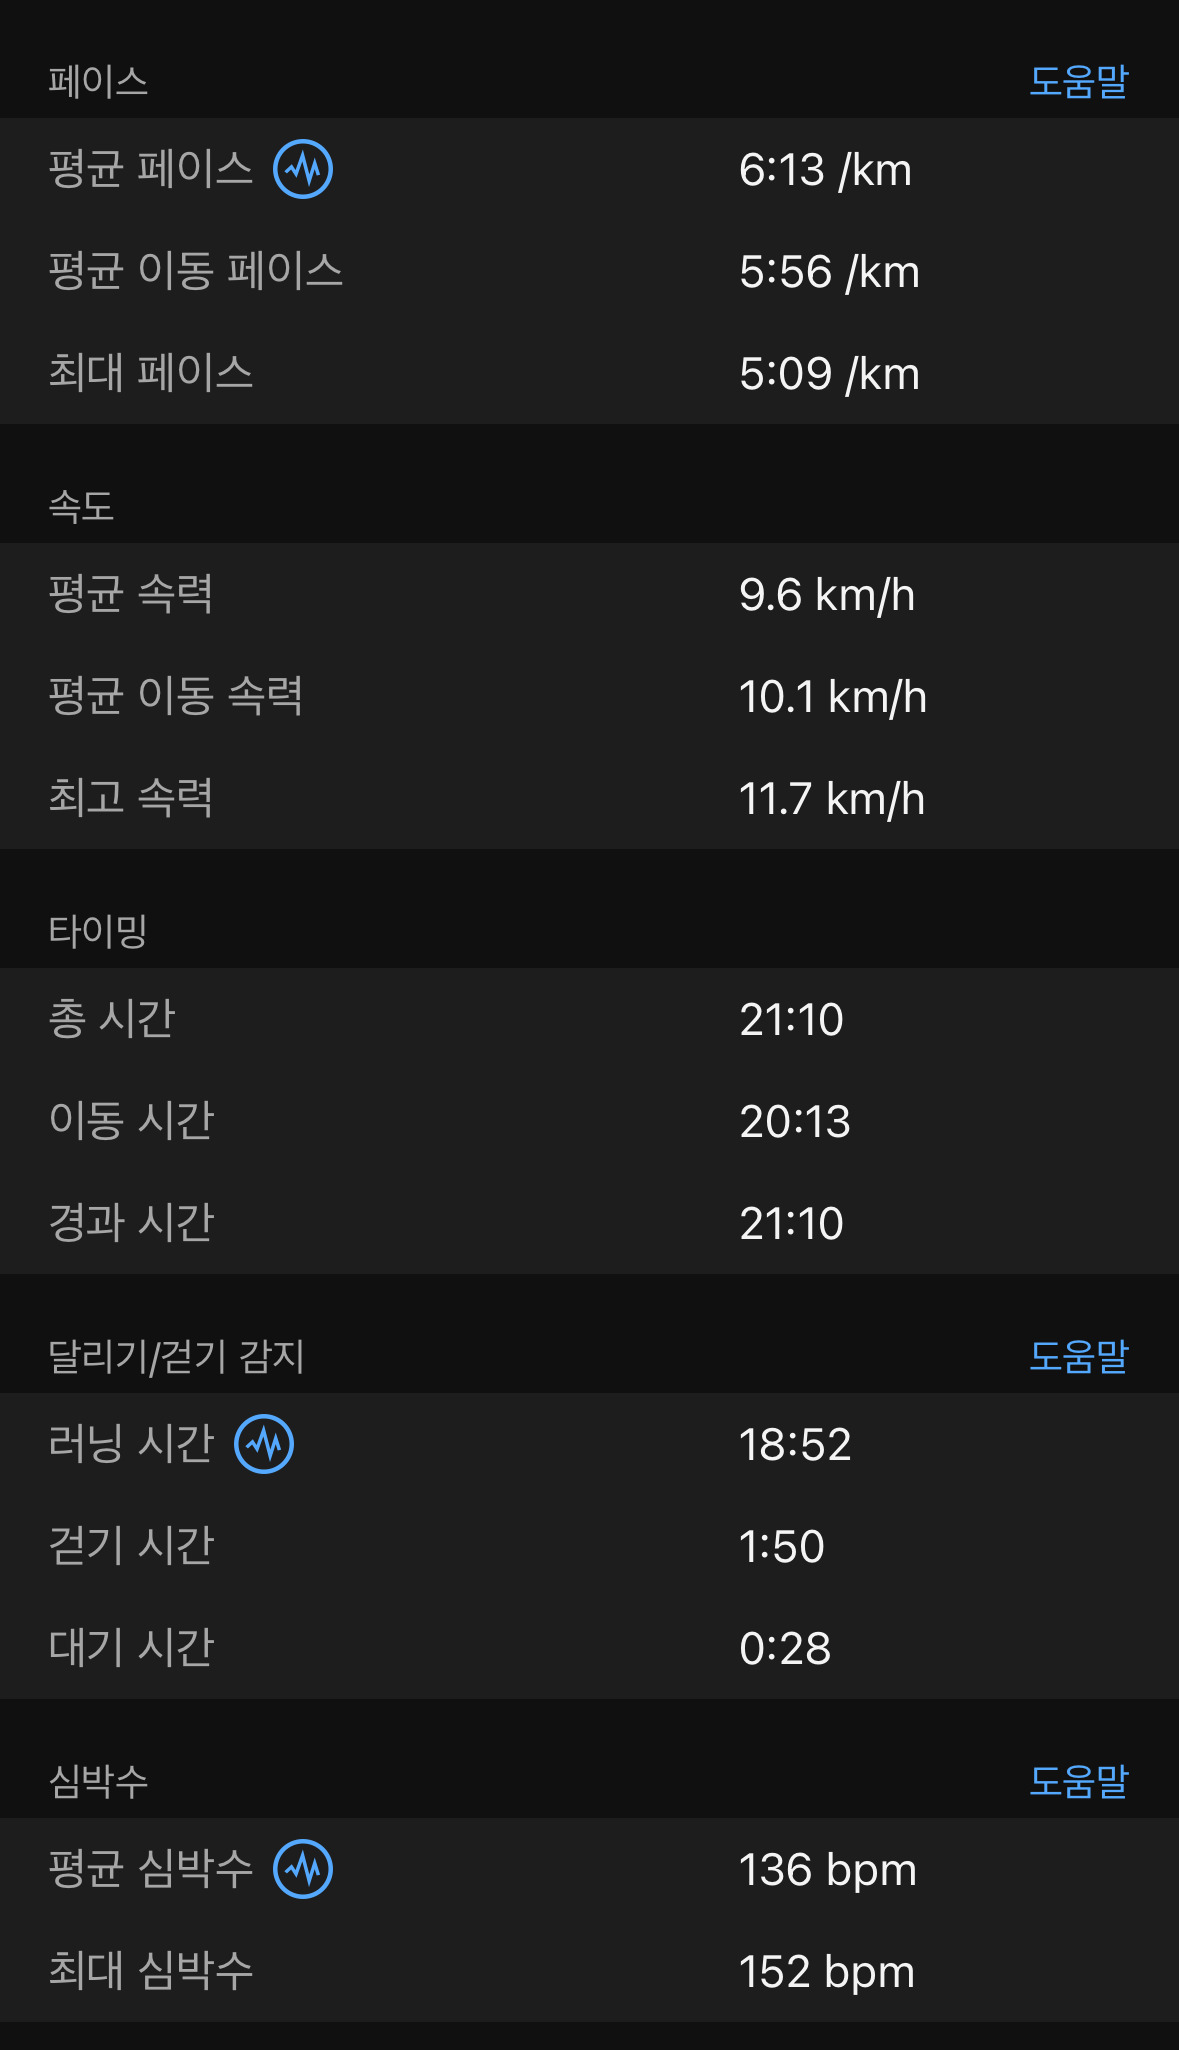 페이스 도움말
평균 페이스 6:13 /km
평균 이동 페이스 5:56 /km
최대 페이스 5:09 /km
속도
평균 속력 9.6 km/h
평균 이동 속력 10.1 km/h
최고 속력 11.7 km/h
타이밍
총 시간 21:10
이동 시간 20:13
경과 시간 21:10
달리기/걷기 감지 도움말
러닝 시간 18:52
걷기 시간 1:50
대기 시간 0:28
심박수 도움말
평균 심박수 136 bpm
최대 심박수 152 bpm